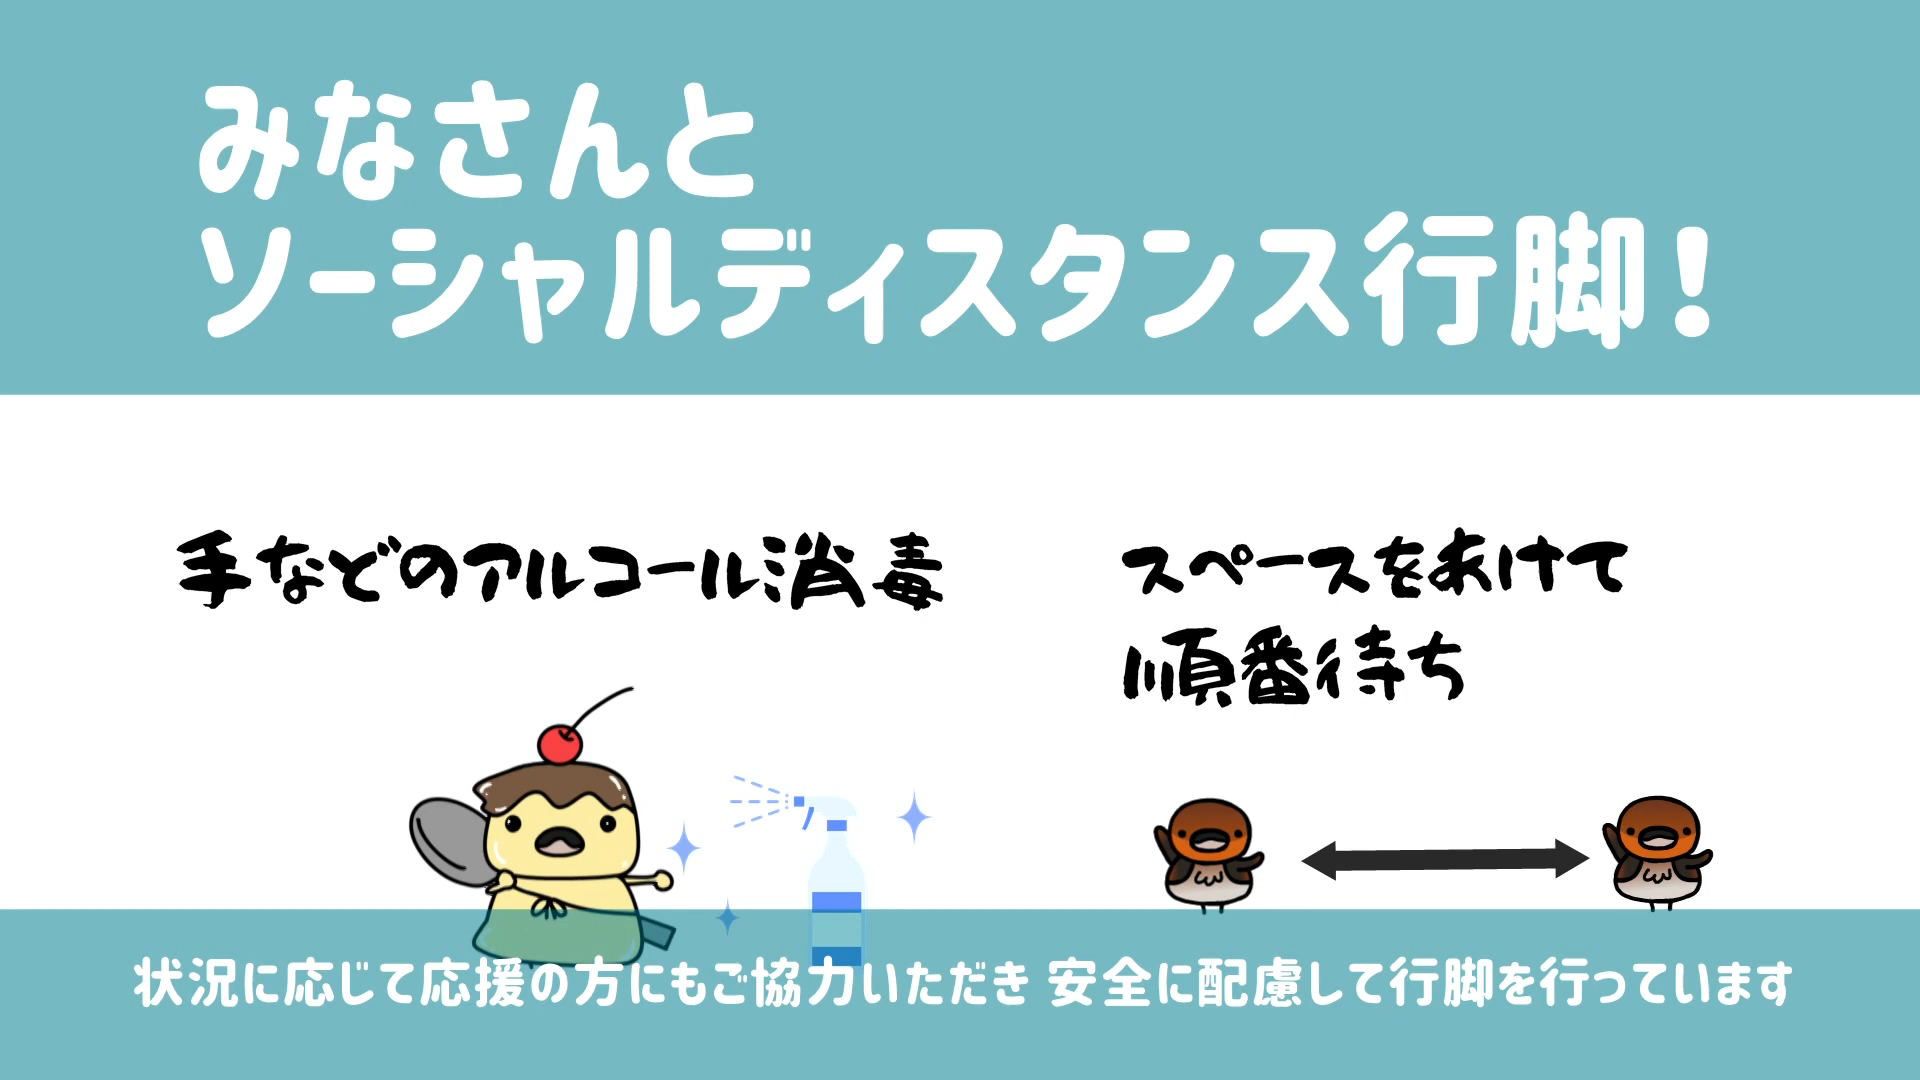 みなさんと
ソーシャルディスタンス行脚！
手などのアルコール消毒
スペースをあけて
順番待ち
状況に応じて応援の方にもご協力いただき 安全に配慮して行脚を行っています